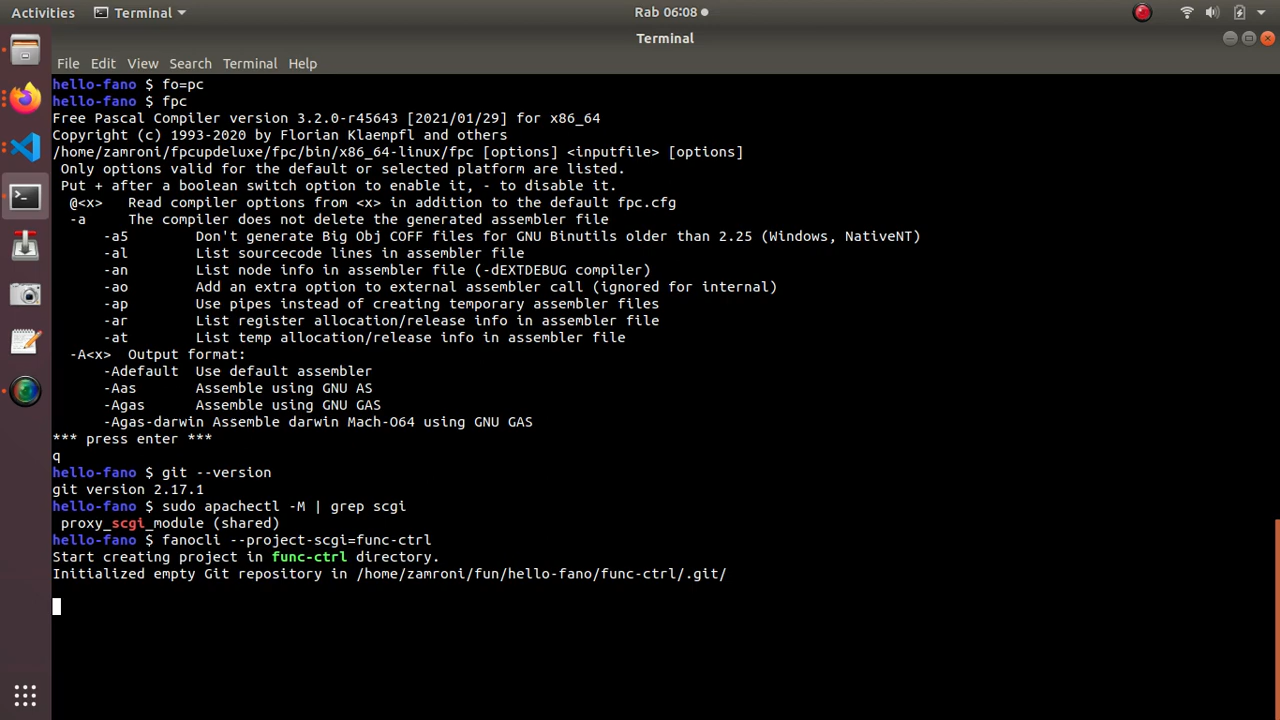 Activities Terminal Rab 06:08
Terminal
File Edit View Search Terminal Help
hello-fano $ fo=pc
hello-fano $ fpc
Free Pascal Compiler version 3.2.0-r45643 [2021/01/29] for x86_64
Copyright (c) 1993-2020 by Florian Klaempfl and others
/home/zamroni/fpcupdeluxe/fpc/bin/x86_64-linux/fpc [options] <inputfile> [options]
Only options valid for the default or selected platform are listed.
Put + after a boolean switch option to enable it, - to disable it.
@<x> Read compiler options from <x> in addition to the default fpc.cfg
-a The compiler does not delete the generated assembler file
-a5 Don't generate Big Obj COFF files for GNU Binutils older than 2.25 (Windows, NativeNT)
-al List sourcecode lines in assembler file
-an List node info in assembler file (-dEXTDEBUG compiler)
-ao Add an extra option to external assembler call (ignored for internal)
-ap Use pipes instead of creating temporary assembler files
-ar List register allocation/release info in assembler file
-at List temp allocation/release info in assembler file
-A<x> Output format:
-Adefault Use default assembler
-Aas Assemble using GNU AS
-Agas Assemble using GNU GAS
-Agas-darwin Assemble darwin Mach-O64 using GNU GAS
*** press enter ***
q
hello-fano $ git --version
git version 2.17.1
hello-fano $ sudo apachectl -M | grep scgi
proxy_scgi_module (shared)
hello-fano $ fanocli --project-scgi=func-ctrl
Start creating project in func-ctrl directory.
Initialized empty Git repository in /home/zamroni/fun/hello-fano/func-ctrl/.git/